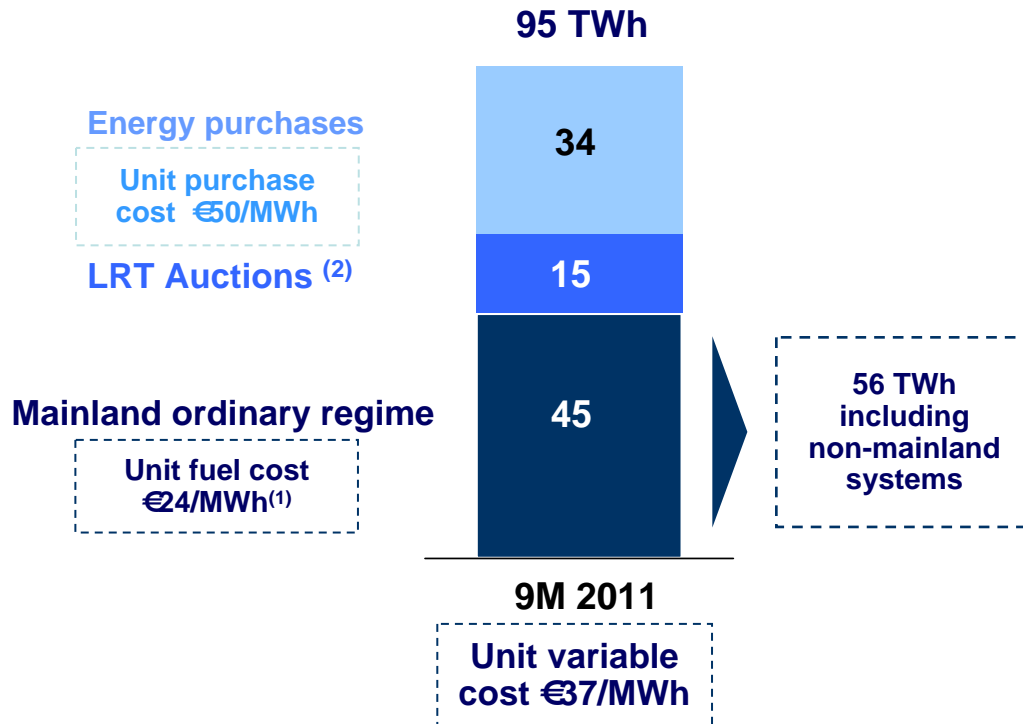 95 TWh
Energy purchases
34
Unit purchase
cost €50/MWh
LRT Auctions (2)
15
Mainland ordinary regime
45
Unit fuel cost
€24/MWh(1)
56 TWh
including
non-mainland
systems
9M 2011
Unit variable
cost €37/MWh